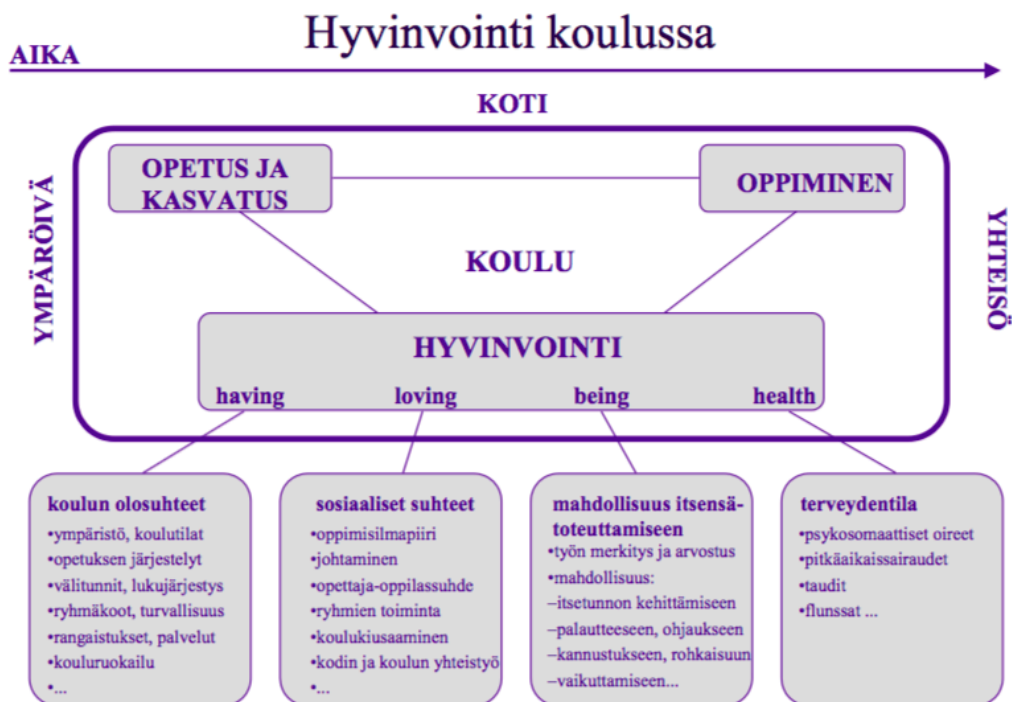 Hyvinvointi koulussa
AIKA
KOTI
YMPÄRÖIVÄ
OPETUS JA
KASVATUS
OPPIMINEN
YHTEISÖ
KOULU
HYVINVOINTI
having loving being health
koulun olosuhteet
•ympäristö, koulutilat
•opetuksen järjestelyt
•välitunnit, lukujärjestys
•ryhmäkoot, turvallisuus
•rangaistukset, palvelut
•kouluruokailu
•...
sosiaaliset suhteet
•oppimisilmapiiri
•johtaminen
•opettaja-oppilassuhde
•ryhmien toiminta
•koulukiusaaminen
•kodin ja koulun yhteistyö
•...
mahdollisuus itsensä-
toteuttamiseen
•työn merkitys ja arvostus
•mahdollisuus:
–itsetunnon kehittämiseen
–palautteeseen, ohjaukseen
–kannustukseen, rohkaisuun
–vaikuttamiseen...
terveydentila
•psykosomaattiset oireet
•pitkäaikaissairaudet
•taudit
•flunssat ...